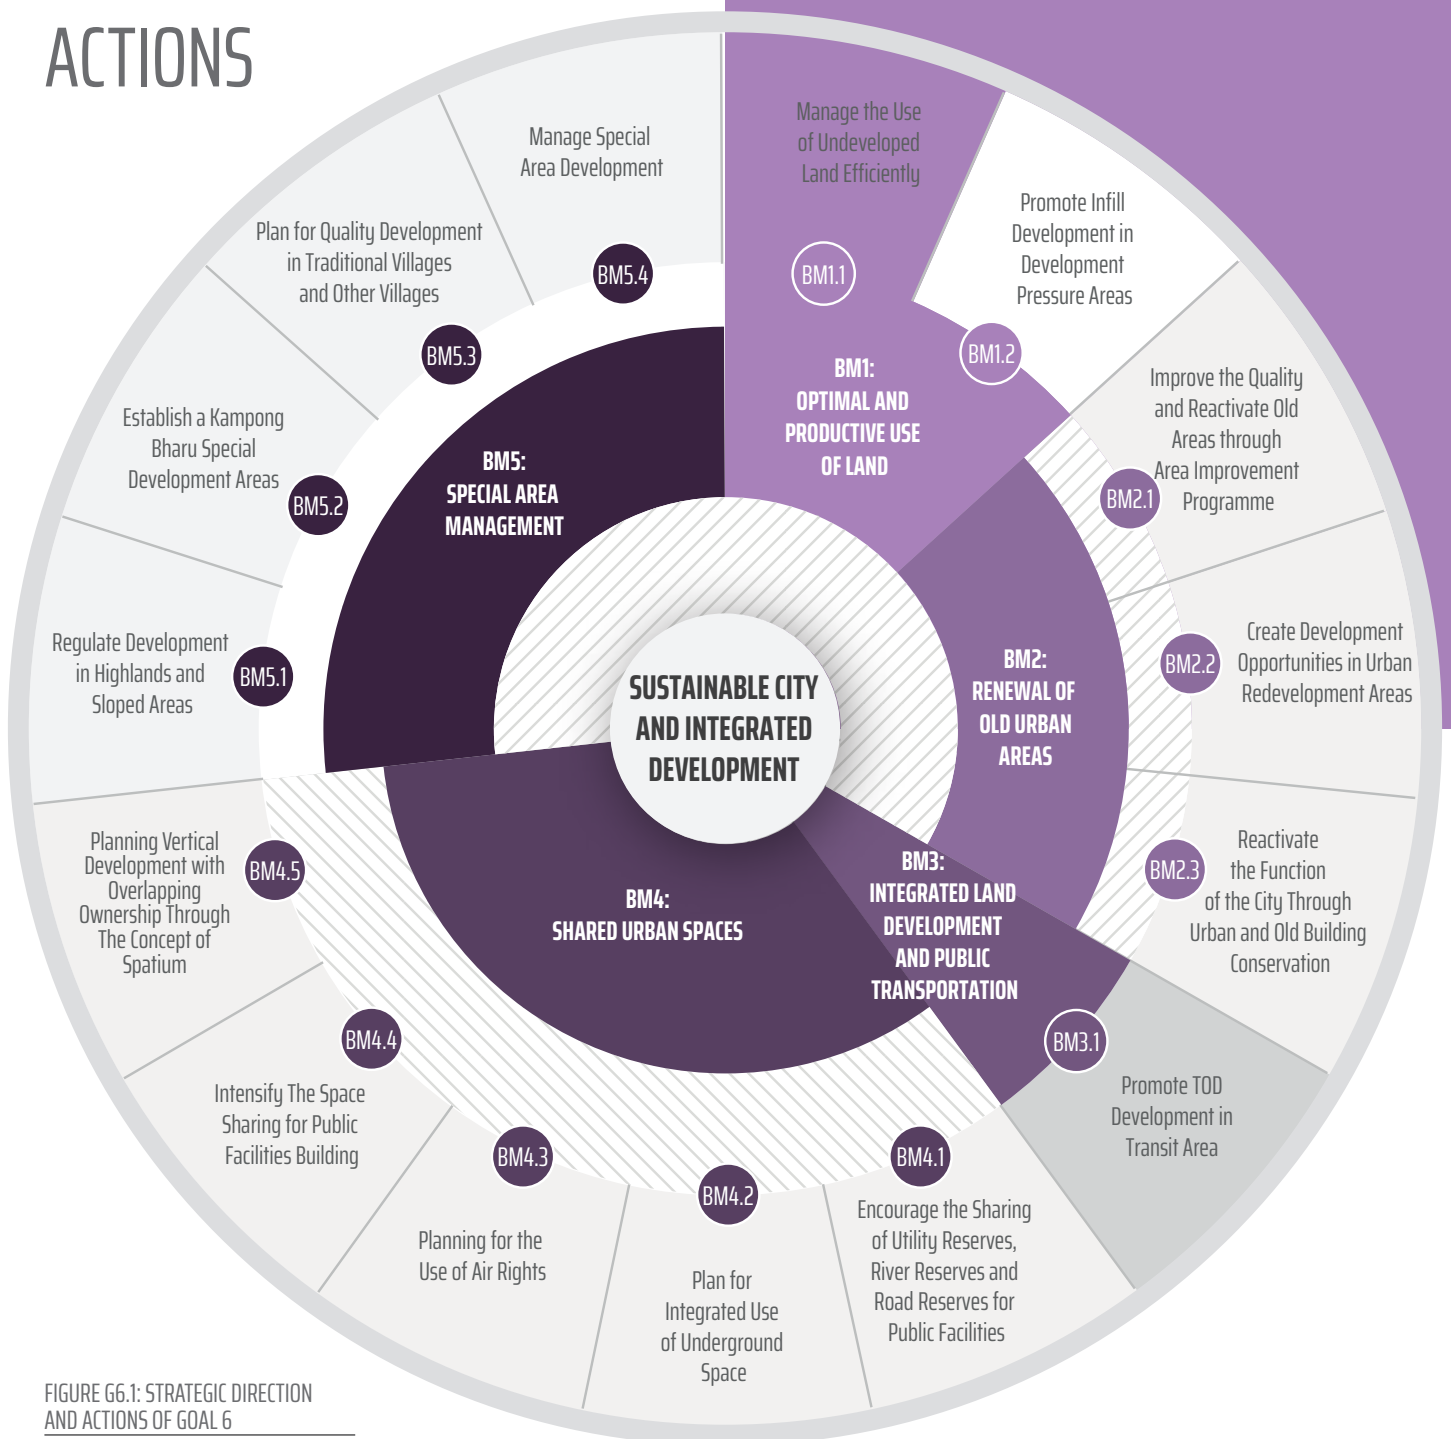 ACTIONS
Manage the Use
of Undeveloped
Land Efficiently
BM1.1
Promote Infill
Development in
Development
Pressure Areas
BM1.2
BM1:
OPTIMAL AND
PRODUCTIVE USE
OF LAND
Improve the Quality
and Reactivate Old
Areas through
Area Improvement
Programme
BM2.1
Create Development
Opportunities in Urban
Redevelopment Areas
BM2.2
Reactivate
the Function
of the City Through
Urban and Old Building
Conservation
BM2.3
BM2:
RENEWAL OF
OLD URBAN
AREAS
BM3:
INTEGRATED LAND
DEVELOPMENT
AND PUBLIC
TRANSPORTATION
BM3.1
Promote TOD
Development in
Transit Area
BM4:
SHARED URBAN SPACES
BM4.1
Encourage the Sharing
of Utility Reserves,
River Reserves and
Road Reserves for
Public Facilities
BM4.2
Plan for
Integrated Use
of Underground
Space
BM4.3
Planning for the
Use of Air Rights
BM4.4
Intensify The Space
Sharing for Public
Facilities Building
BM4.5
Planning Vertical
Development with
Overlapping
Ownership Through
The Concept of
Spatium
BM5:
SPECIAL AREA
MANAGEMENT
BM5.1
Regulate Development
in Highlands and
Sloped Areas
BM5.2
Establish a Kampong
Bharu Special
Development Areas
BM5.3
Plan for Quality Development
in Traditional Villages
and Other Villages
BM5.4
Manage Special
Area Development
SUSTAINABLE CITY
AND INTEGRATED
DEVELOPMENT
FIGURE G6.1: STRATEGIC DIRECTION
AND ACTIONS OF GOAL 6